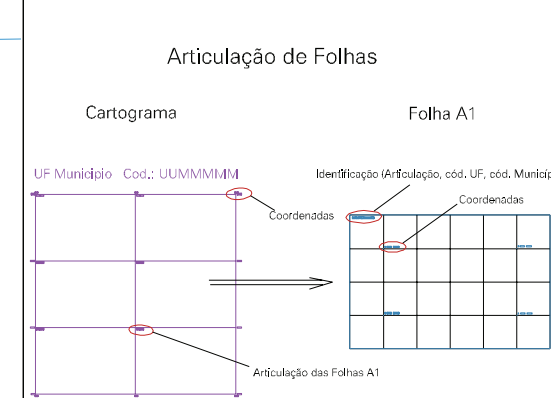 Articulação de Folhas
Cartograma
Folha A1
UF Municipio Cod.: UUMMMMM
Identificação (Articulação, cód. UF, cód. Municíp
Coordenadas
Coordenadas
Articulação das Folhas A1